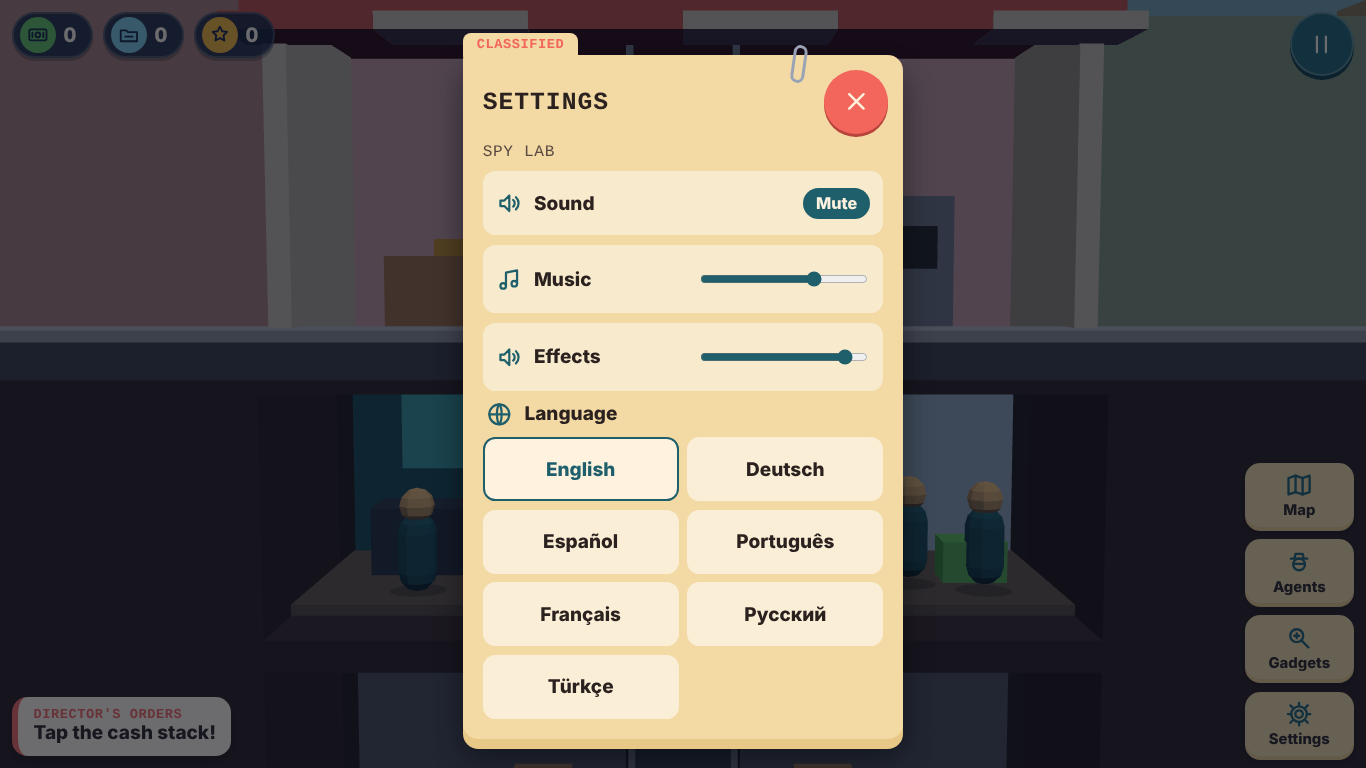 0
0
0
CLASSIFIED
SETTINGS
SPY LAB
Sound
Mute
Music
Effects
Language
English
Deutsch
Español
Português
Français
Русский
Türkçe
Map
Agents
Gadgets
Settings
DIRECTOR'S ORDERS
Tap the cash stack!